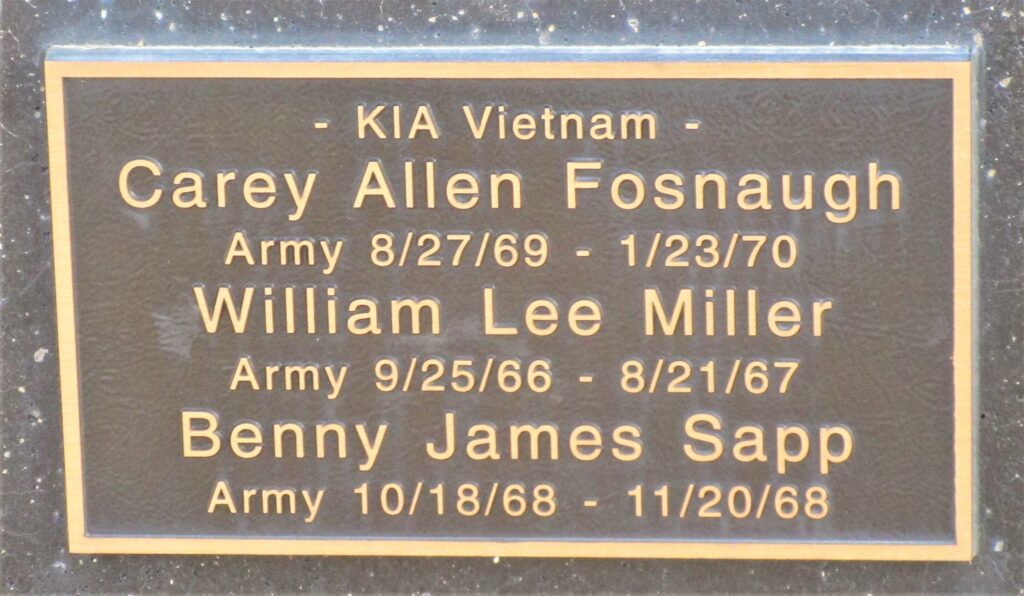 - KIA Vietnam -
Carey Allen Fosnaugh
Army 8/27/69 - 1/23/70
William Lee Miller
Army 9/25/66 - 8/21/67
Benny James Sapp
Army 10/18/68 - 11/20/68